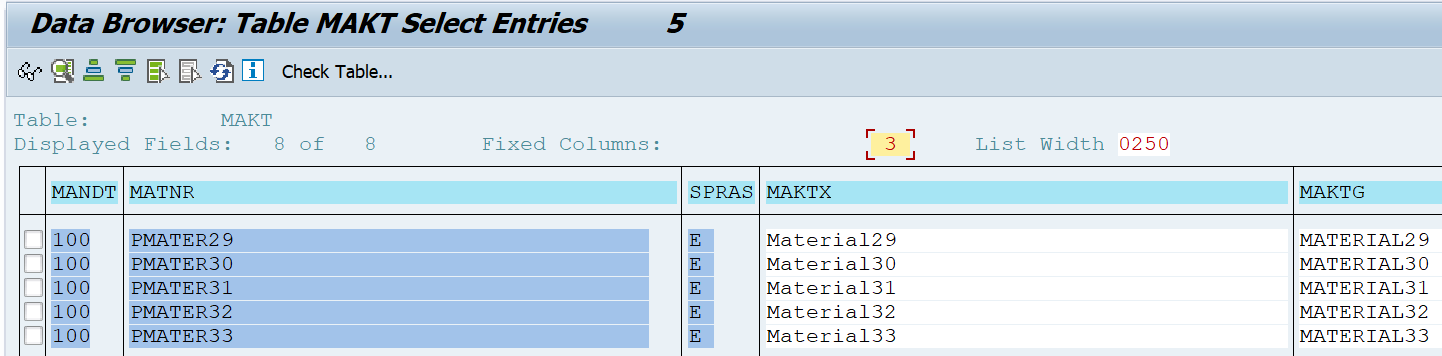 Data Browser: Table MAKT Select Entries 5
Check Table...
Table: MAKT
Displayed Fields: 8 of 8 Fixed Columns: 3 List Width 0250
MANDT MATNR SPRAS MAKTX MAKTG
100 PMATER29 E Material29 MATERIAL29
100 PMATER30 E Material30 MATERIAL30
100 PMATER31 E Material31 MATERIAL31
100 PMATER32 E Material32 MATERIAL32
100 PMATER33 E Material33 MATERIAL33